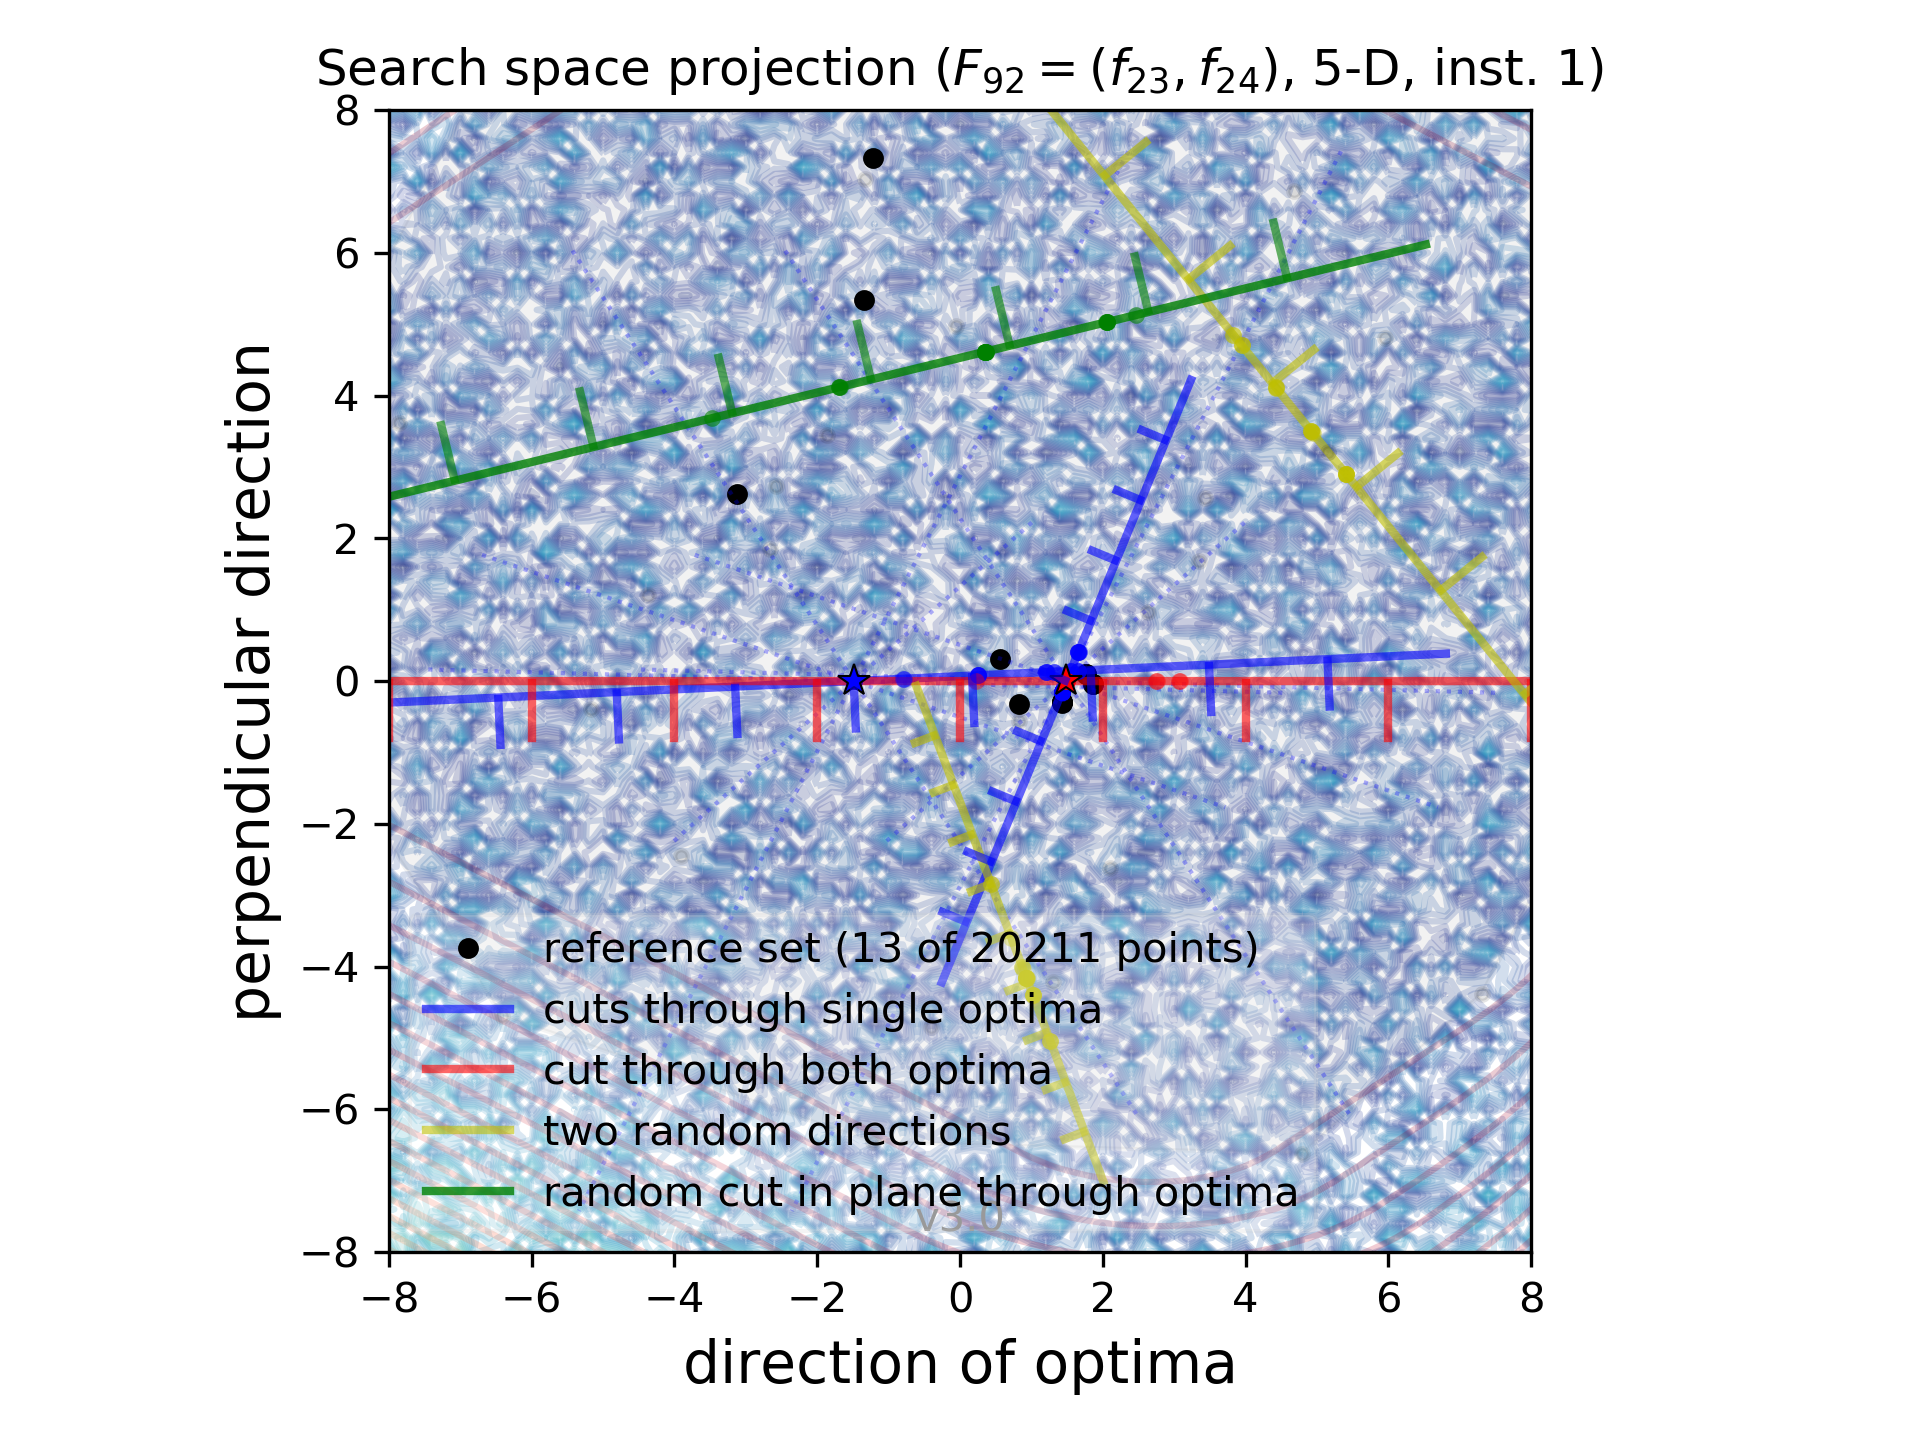 Search space projection (F₉₂ = (f₂₃, f₂₄), 5-D, inst. 1)
8
6
4
2
0
−2
−4
−6
−8
perpendicular direction
reference set (13 of 20211 points)
cuts through single optima
cut through both optima
two random directions
random cut in plane through optima
v3.0
−8 −6 −4 −2 0 2 4 6 8
direction of optima